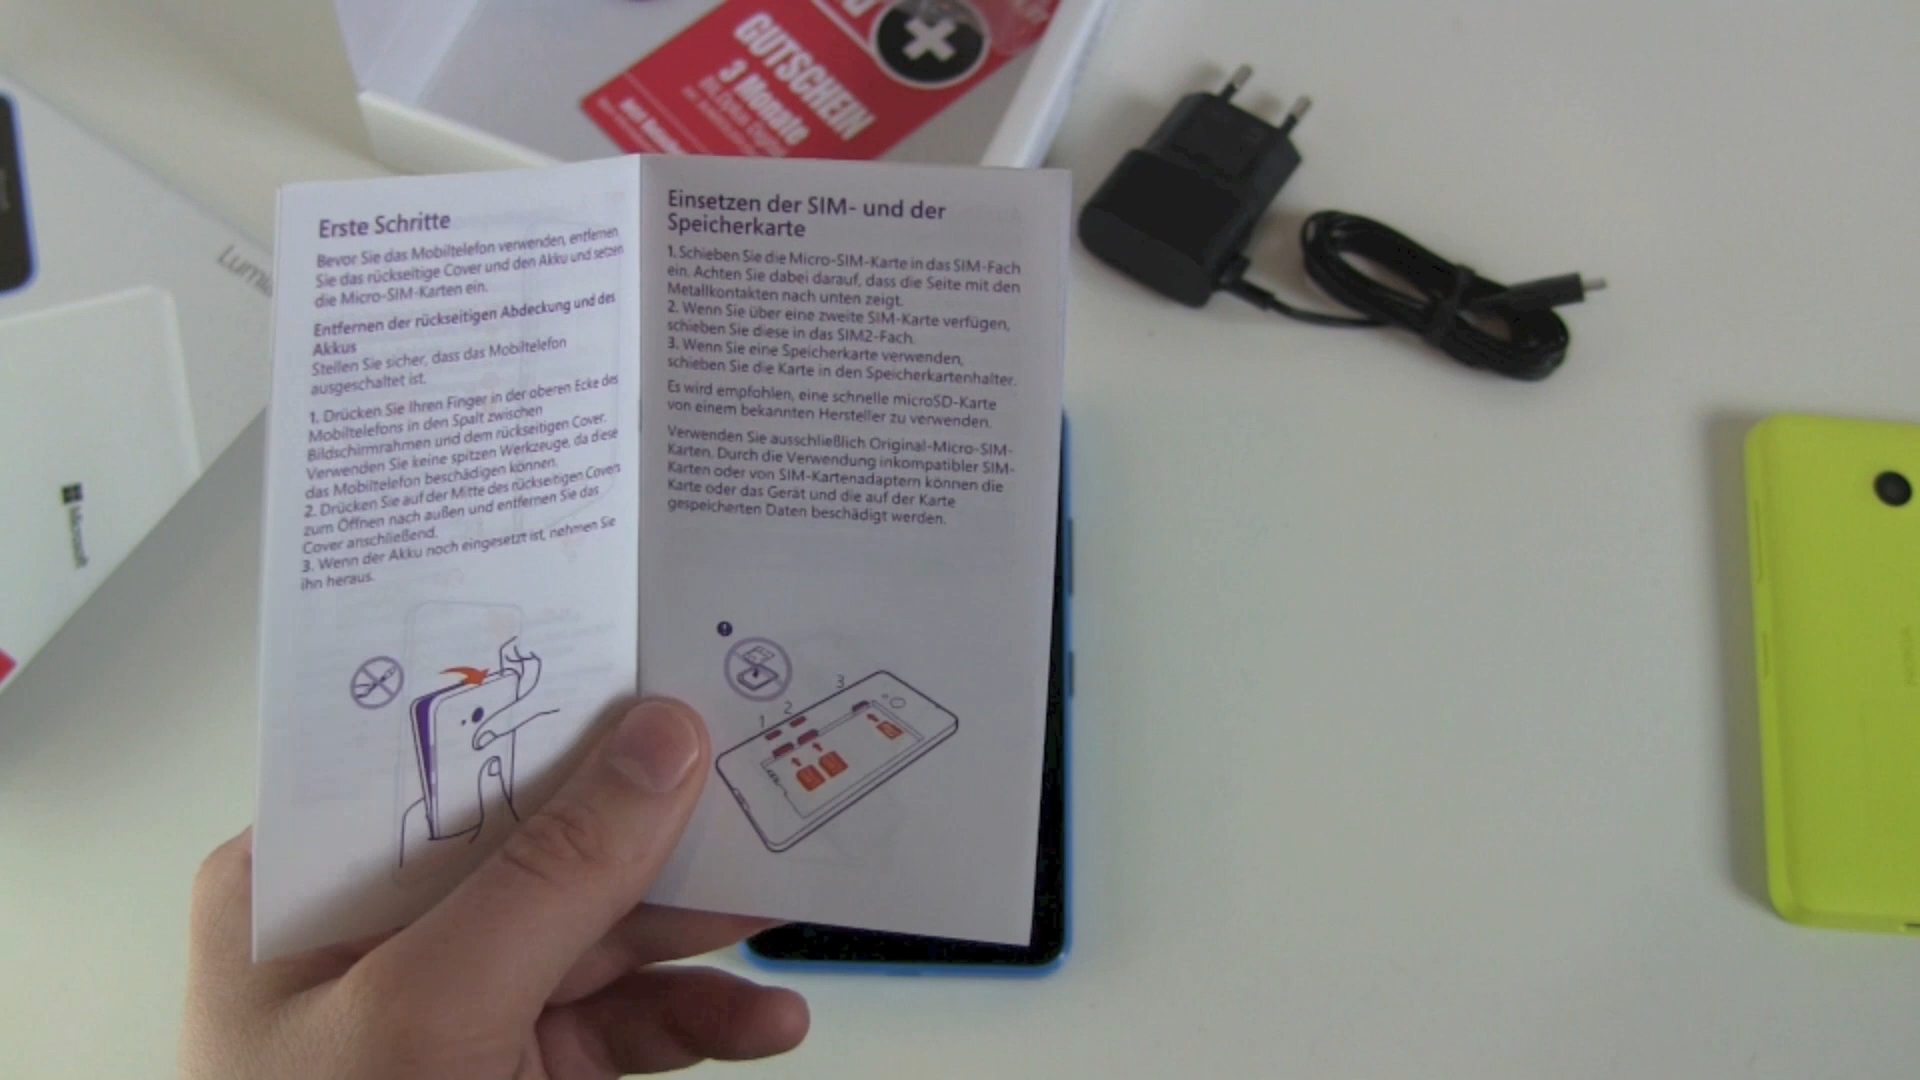 GUTSCHEIN
3 Monate
Lumia
Microsoft
Erste Schritte
Bevor Sie das Mobiltelefon verwenden, entfernen
Sie das rückseitige Cover und den Akku und setzen
die Micro-SIM-Karten ein.
Entfernen der rückseitigen Abdeckung und des
Akkus
Stellen Sie sicher, dass das Mobiltelefon
ausgeschaltet ist.
1. Drücken Sie Ihren Finger in der oberen Ecke des
Mobiltelefons in den Spalt zwischen
Bildschirmrahmen und dem rückseitigen Cover.
Verwenden Sie keine spitzen Werkzeuge, da diese
das Mobiltelefon beschädigen können.
2. Drücken Sie auf der Mitte des rückseitigen Covers
zum Öffnen nach außen und entfernen Sie das
Cover anschließend.
3. Wenn der Akku noch eingesetzt ist, nehmen Sie
ihn heraus.
Einsetzen der SIM- und der
Speicherkarte
1. Schieben Sie die Micro-SIM-Karte in das SIM-Fach
ein. Achten Sie dabei darauf, dass die Seite mit den
Metallkontakten nach unten zeigt.
2. Wenn Sie über eine zweite SIM-Karte verfügen,
schieben Sie diese in das SIM2-Fach.
3. Wenn Sie eine Speicherkarte verwenden,
schieben Sie die Karte in den Speicherkartenhalter.
Es wird empfohlen, eine schnelle microSD-Karte
von einem bekannten Hersteller zu verwenden.
Verwenden Sie ausschließlich Original-Micro-SIM-
Karten. Durch die Verwendung inkompatibler SIM-
Karten oder von SIM-Kartenadaptern können die
Karte oder das Gerät und die auf der Karte
gespeicherten Daten beschädigt werden.
1 2 3